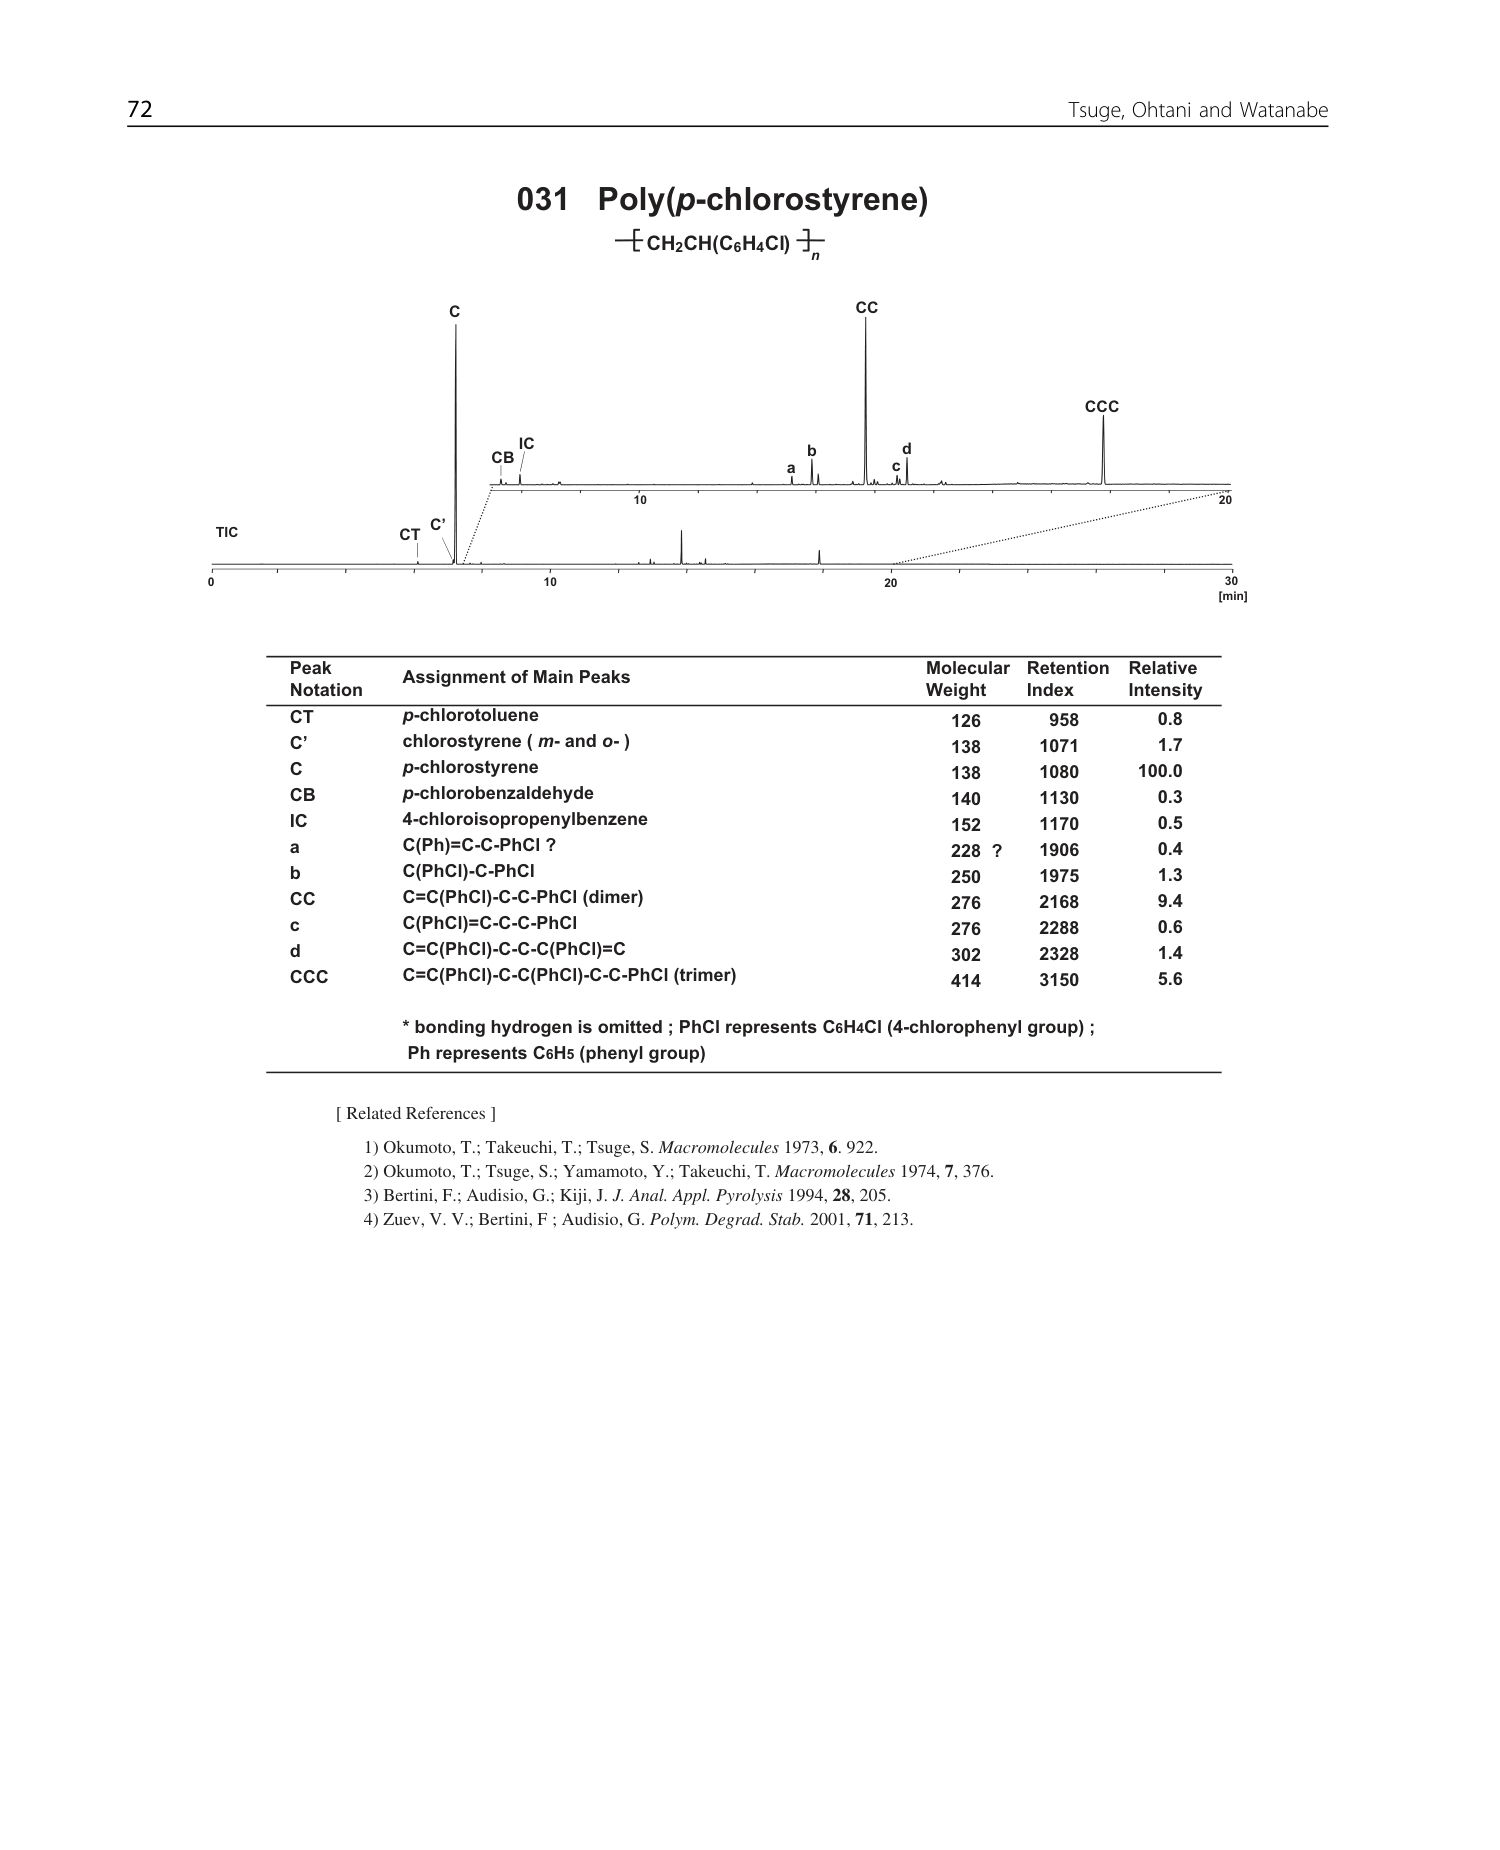 72
Tsuge, Ohtani and Watanabe
031 Poly(p-chlorostyrene)
[CH2CH(C6H4Cl)]n
C
CC
CCC
IC
CB
b
d
a
c
10
20
TIC
CT
C’
0
10
20
30
[min]
Peak Notation Assignment of Main Peaks Molecular Weight Retention Index Relative Intensity
CT p-chlorotoluene 126 958 0.8
C’ chlorostyrene ( m- and o- ) 138 1071 1.7
C p-chlorostyrene 138 1080 100.0
CB p-chlorobenzaldehyde 140 1130 0.3
IC 4-chloroisopropenylbenzene 152 1170 0.5
a C(Ph)=C-C-PhCl ? 228 ? 1906 0.4
b C(PhCl)-C-PhCl 250 1975 1.3
CC C=C(PhCl)-C-C-PhCl (dimer) 276 2168 9.4
c C(PhCl)=C-C-C-PhCl 276 2288 0.6
d C=C(PhCl)-C-C-C(PhCl)=C 302 2328 1.4
CCC C=C(PhCl)-C-C(PhCl)-C-C-PhCl (trimer) 414 3150 5.6
* bonding hydrogen is omitted ; PhCl represents C6H4Cl (4-chlorophenyl group) ;
Ph represents C6H5 (phenyl group)
[ Related References ]
1) Okumoto, T.; Takeuchi, T.; Tsuge, S. Macromolecules 1973, 6. 922.
2) Okumoto, T.; Tsuge, S.; Yamamoto, Y.; Takeuchi, T. Macromolecules 1974, 7, 376.
3) Bertini, F.; Audisio, G.; Kiji, J. J. Anal. Appl. Pyrolysis 1994, 28, 205.
4) Zuev, V. V.; Bertini, F ; Audisio, G. Polym. Degrad. Stab. 2001, 71, 213.